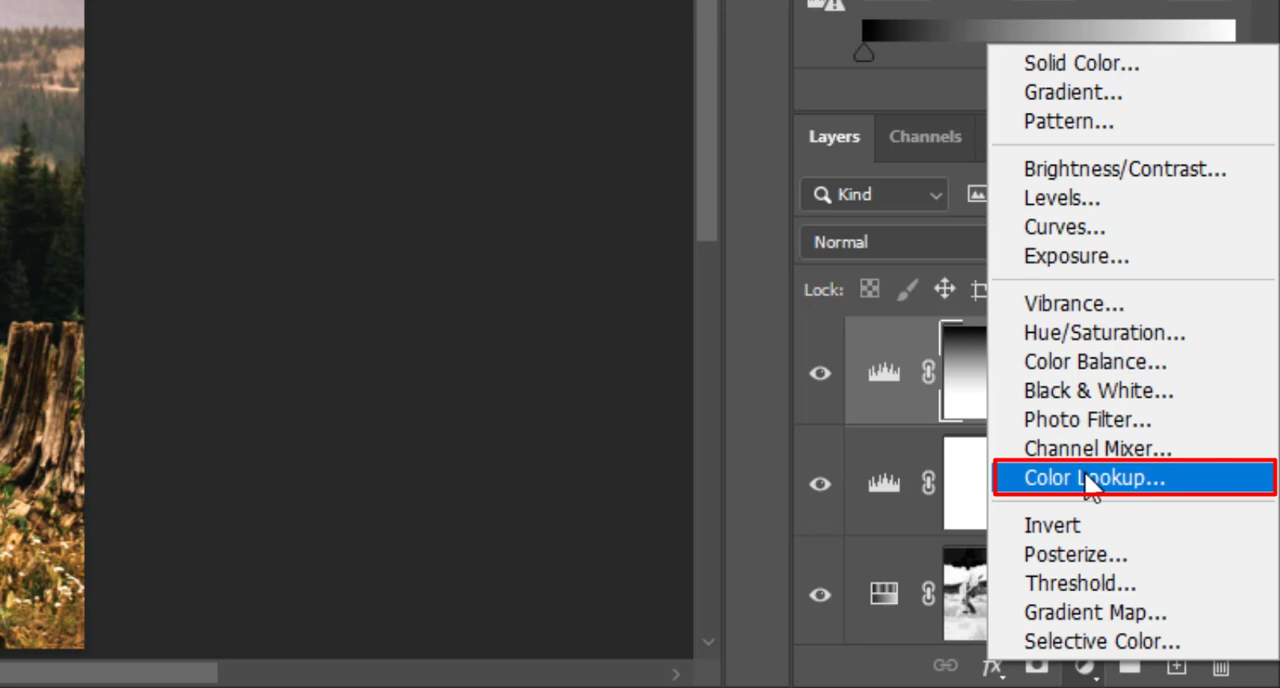 Solid Color...
Gradient...
Pattern...
Layers
Channels
Brightness/Contrast...
Kind
Levels...
Curves...
Normal
Exposure...
Lock:
Vibrance...
Hue/Saturation...
Color Balance...
Black & White...
Photo Filter...
Channel Mixer...
Color Lookup...
Invert
Posterize...
Threshold...
Gradient Map...
Selective Color...
fx